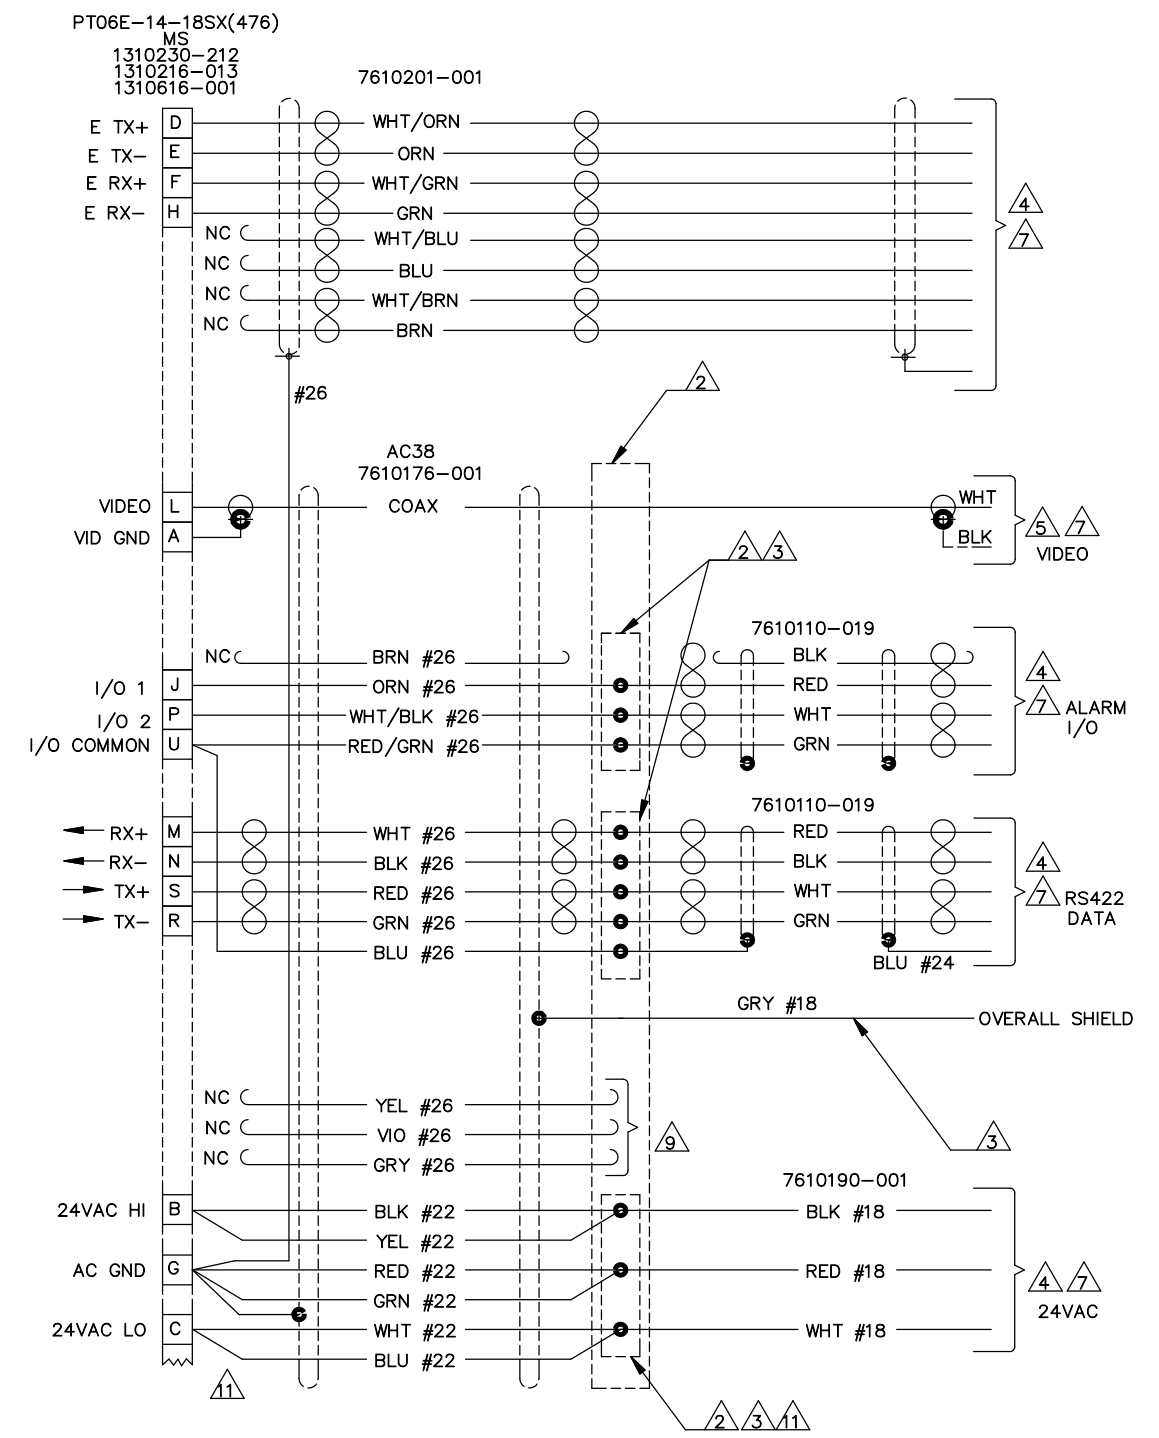 PT06E-14-18SX(476)
MS
1310230-212
1310216-013
1310616-001
7610201-001
E TX+ D WHT/ORN
E TX- E ORN
E RX+ F WHT/GRN
E RX- H GRN
4
NC WHT/BLU
7
NC BLU
NC WHT/BRN
NC BRN
#26
2
AC38
7610176-001
VIDEO L COAX WHT
5 7
VID GND A BLK
VIDEO
2 3
7610110-019
NC BRN #26 BLK
4
I/O 1 J ORN #26 RED
I/O 2 P WHT/BLK #26 WHT
7 ALARM
I/O
I/O COMMON U RED/GRN #26 GRN
7610110-019
RX+ M WHT #26 RED
RX- N BLK #26 BLK
4
TX+ S RED #26 WHT
7 RS422
DATA
TX- R GRN #26 GRN
BLU #26 BLU #24
GRY #18
OVERALL SHIELD
NC YEL #26
NC VIO #26
9
3
NC GRY #26
7610190-001
24VAC HI B BLK #22 BLK #18
YEL #22
AC GND G RED #22 RED #18
4 7
24VAC
GRN #22
24VAC LO C WHT #22 WHT #18
BLU #22
11
2 3 11